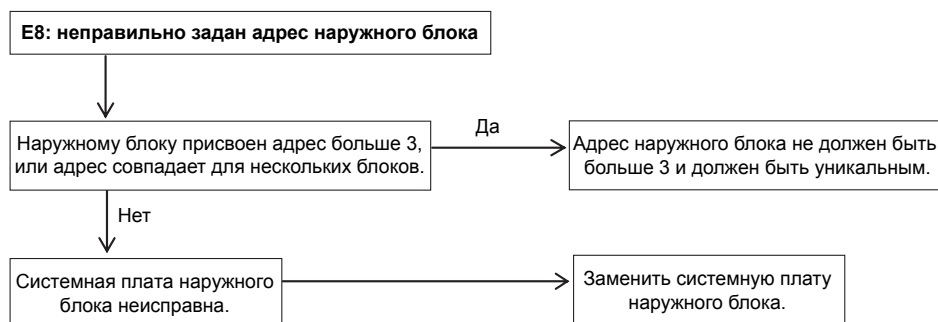 E8: неправильно задан адрес наружного блока
Наружному блоку присвоен адрес больше 3,
или адрес совпадает для нескольких блоков.
Да
Адрес наружного блока не должен быть
больше 3 и должен быть уникальным.
Нет
Системная плата наружного
блока неисправна.
Заменить системную плату
наружного блока.